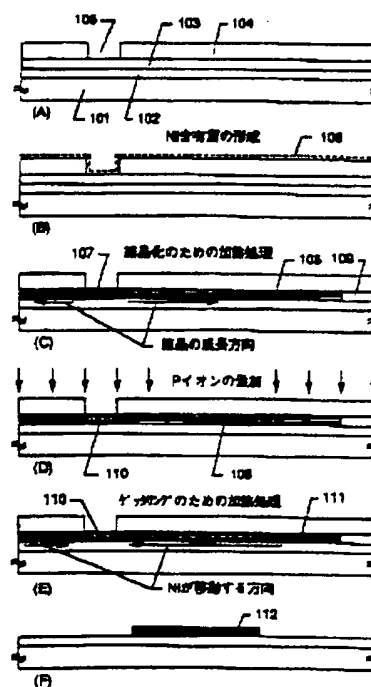 105 103 104
(A) 101 102
Ni含有層の形成 106
(B)
107 結晶化のための加熱処理 108 109
(C) 結晶の成長方向
Pイオンの
(D) 110 108
110 ゲッタリングのための加熱処理 111
(E) Niが移動する方向
112
(F)